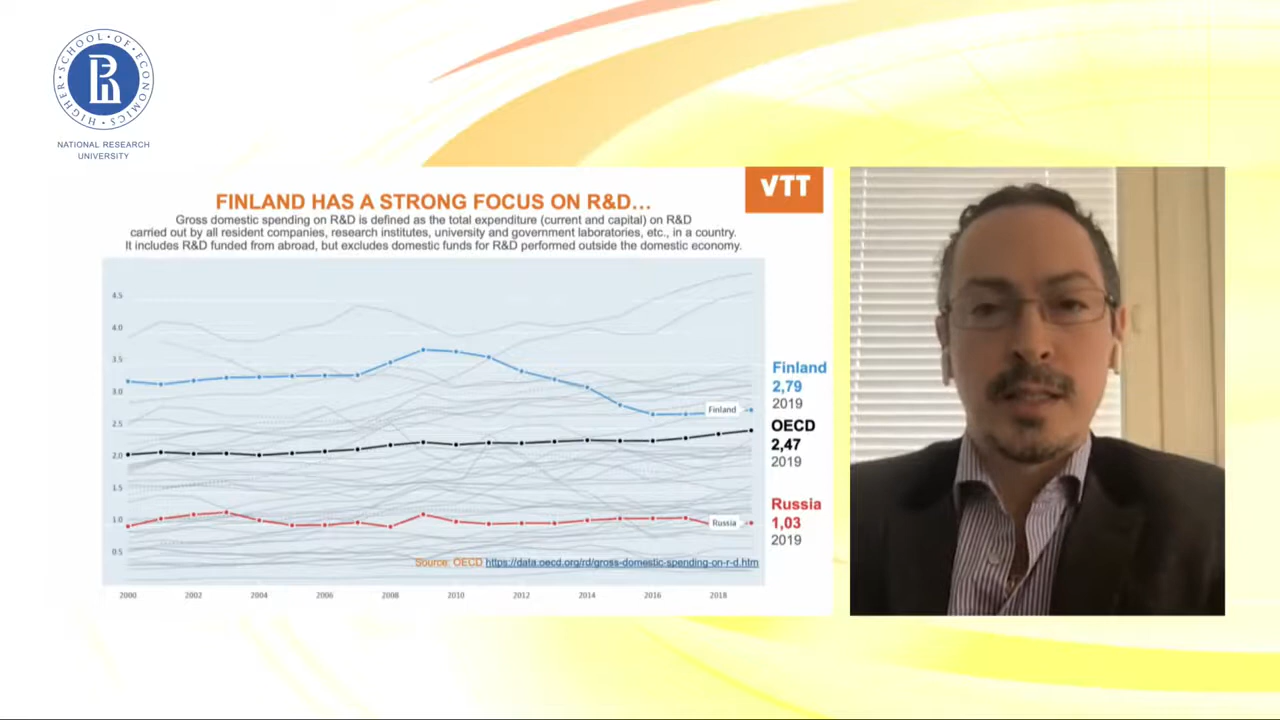 HIGHER · SCHOOL · OF · ECONOMICS
NATIONAL RESEARCH
UNIVERSITY
VTT
FINLAND HAS A STRONG FOCUS ON R&D…
Gross domestic spending on R&D is defined as the total expenditure (current and capital) on R&D
carried out by all resident companies, research institutes, university and government laboratories, etc., in a country.
It includes R&D funded from abroad, but excludes domestic funds for R&D performed outside the domestic economy.
4.5
4.0
3.5
3.0
2.5
2.0
1.5
1.0
0.5
Finland
Russia
Finland
2,79
2019
OECD
2,47
2019
Russia
1,03
2019
Source: OECD https://data.oecd.org/rd/gross-domestic-spending-on-r-d.htm
2000 2002 2004 2006 2008 2010 2012 2014 2016 2018